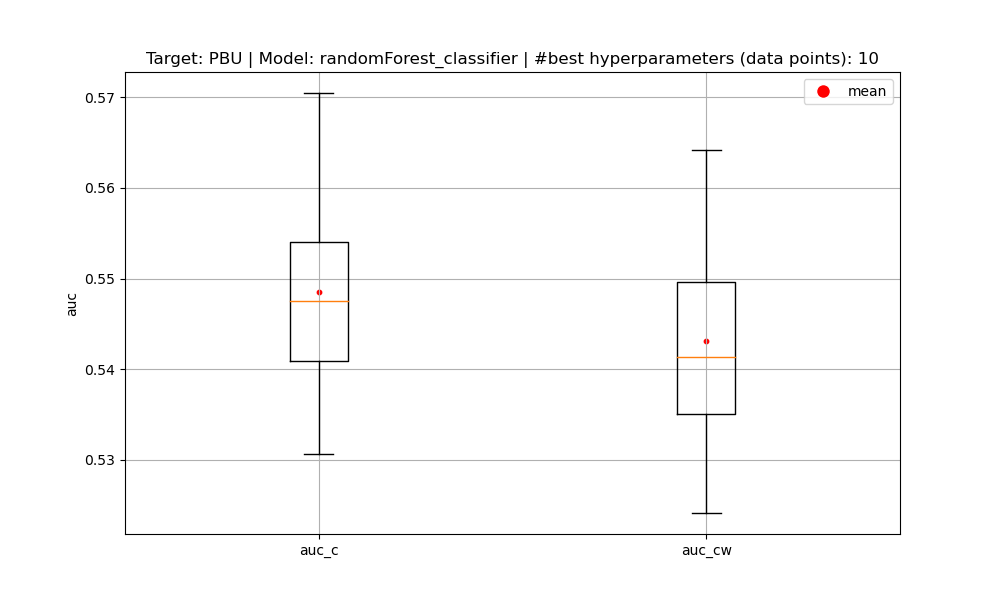 Target: PBU | Model: randomForest_classifier | #best hyperparameters (data points): 10
mean
0.57
0.56
0.55
0.54
0.53
auc
auc_c
auc_cw